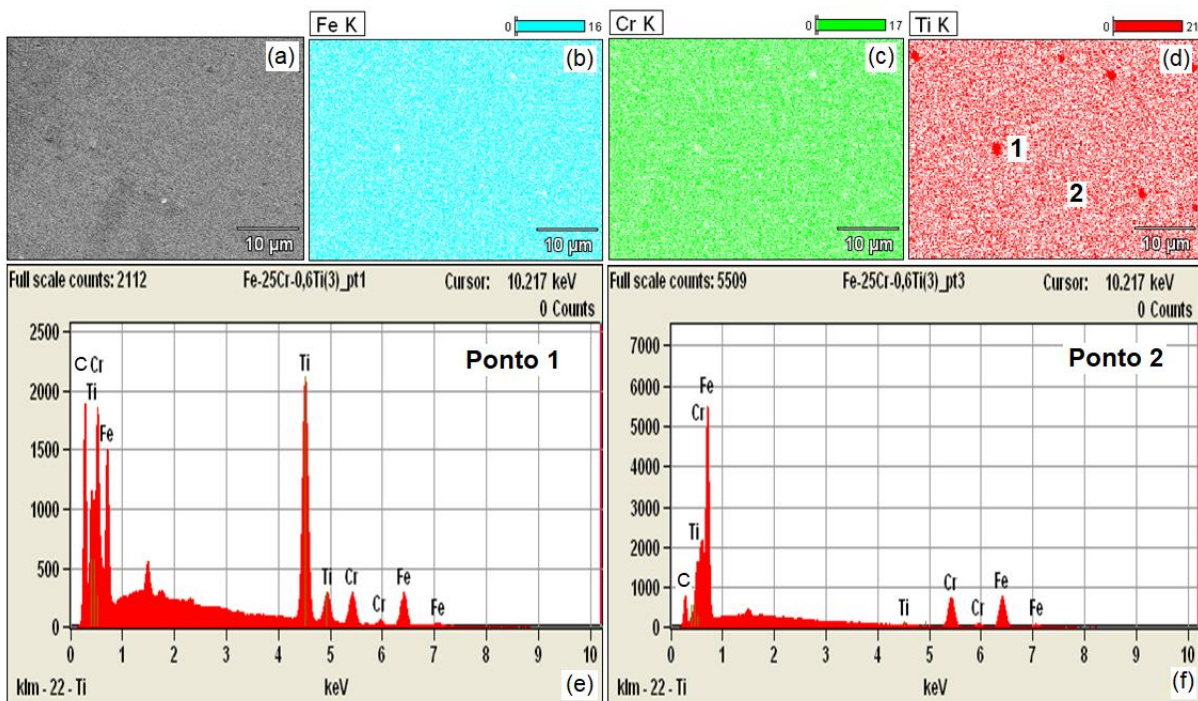 Fe K 0 16 Cr K 0 17 Ti K 0 21
(a) (b) (c) (d)
1
2
10 µm 10 µm 10 µm 10 µm
Full scale counts: 2112 Fe-25Cr-0,6Ti(3)_pt1 Cursor: 10.217 keV
0 Counts
2500
2000
1500
1000
500
0
Ponto 1
C Cr
Ti
Fe
Ti
Ti
Cr
Cr
Fe
Fe
0 1 2 3 4 5 6 7 8 9 10
klm - 22 - Ti keV (e)
Full scale counts: 5509 Fe-25Cr-0,6Ti(3)_pt3 Cursor: 10.217 keV
0 Counts
7000
6000
5000
4000
3000
2000
1000
0
Ponto 2
Fe
Cr
Ti
C
Ti
Cr
Cr
Fe
Fe
0 1 2 3 4 5 6 7 8 9 10
klm - 22 - Ti keV (f)